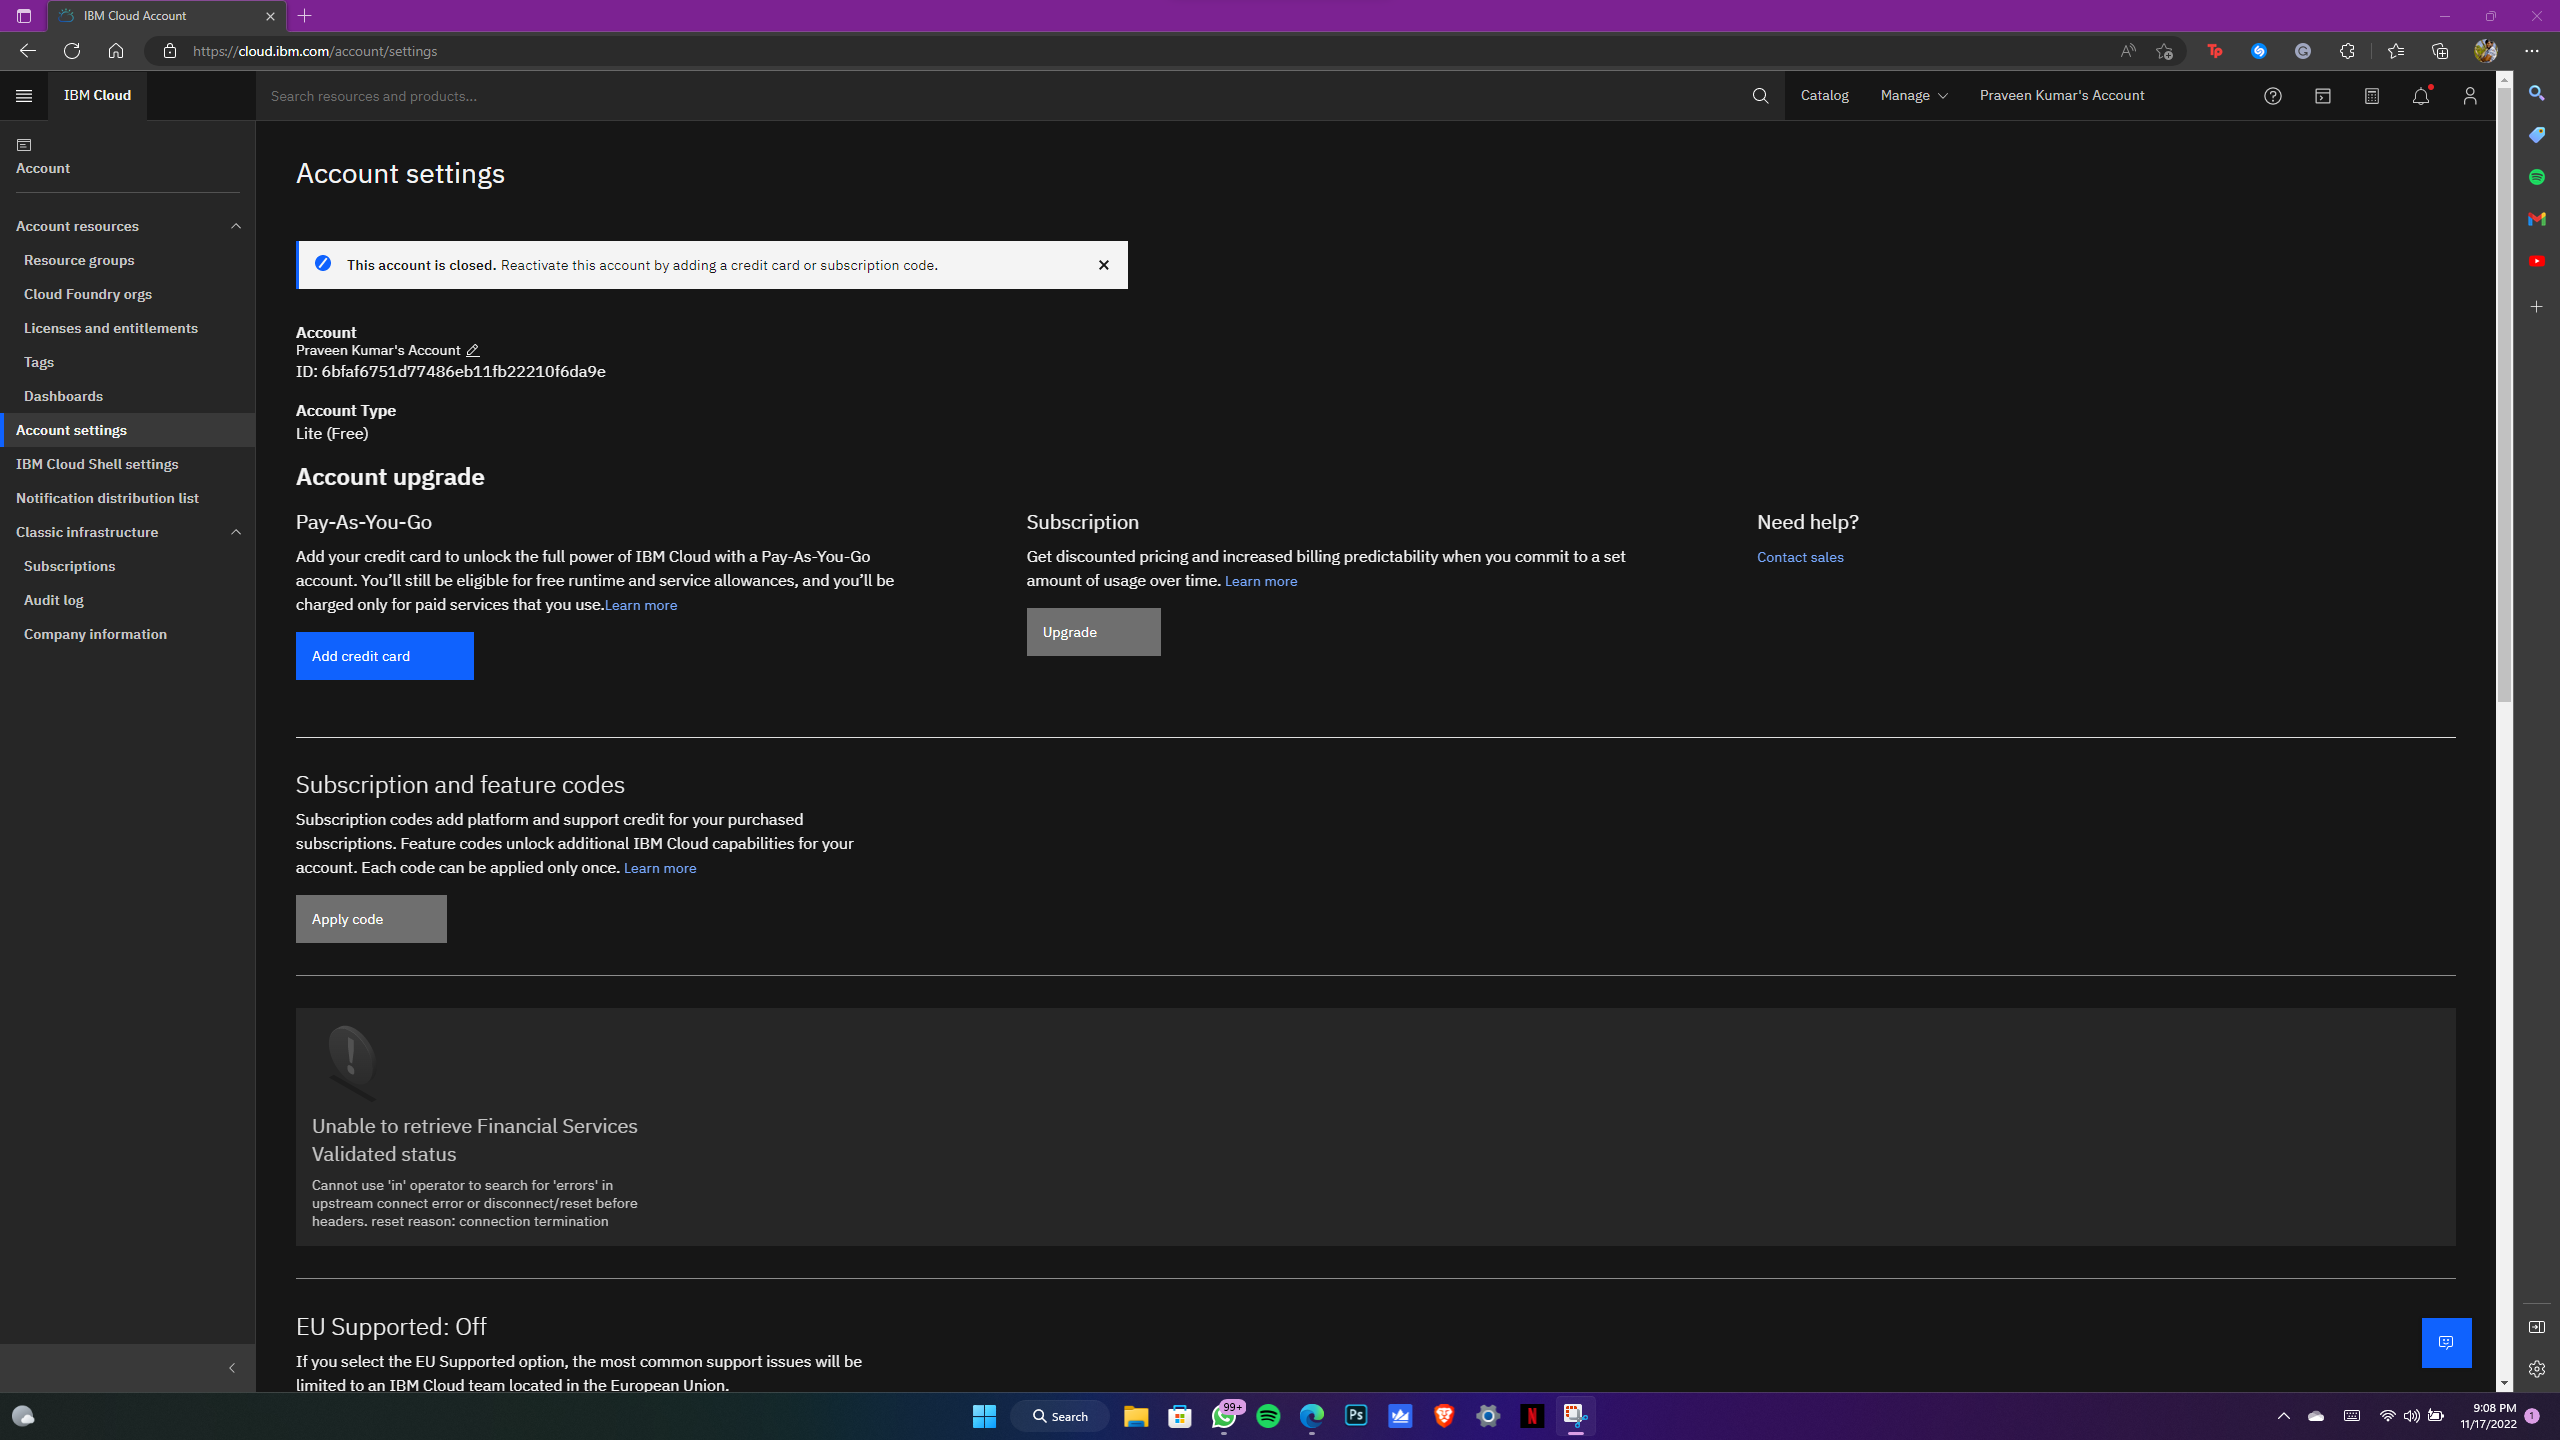 IBM Cloud Account
https://cloud.ibm.com/account/settings
IBM Cloud
Search resources and products...
Catalog
Manage
Praveen Kumar's Account
Account
Account resources
Resource groups
Cloud Foundry orgs
Licenses and entitlements
Tags
Dashboards
Account settings
IBM Cloud Shell settings
Notification distribution list
Classic infrastructure
Subscriptions
Audit log
Company information
Account settings
This account is closed. Reactivate this account by adding a credit card or subscription code.
Account
Praveen Kumar's Account
ID: 6bfaf6751d77486eb11fb22210f6da9e
Account Type
Lite (Free)
Account upgrade
Pay-As-You-Go
Add your credit card to unlock the full power of IBM Cloud with a Pay-As-You-Go
account. You’ll still be eligible for free runtime and service allowances, and you’ll be
charged only for paid services that you use.Learn more
Add credit card
Subscription
Get discounted pricing and increased billing predictability when you commit to a set
amount of usage over time. Learn more
Upgrade
Need help?
Contact sales
Subscription and feature codes
Subscription codes add platform and support credit for your purchased
subscriptions. Feature codes unlock additional IBM Cloud capabilities for your
account. Each code can be applied only once. Learn more
Apply code
Unable to retrieve Financial Services
Validated status
Cannot use 'in' operator to search for 'errors' in
upstream connect error or disconnect/reset before
headers. reset reason: connection termination
EU Supported: Off
If you select the EU Supported option, the most common support issues will be
limited to an IBM Cloud team located in the European Union.
Search
99+
Ps
N
9:08 PM
11/17/2022
1